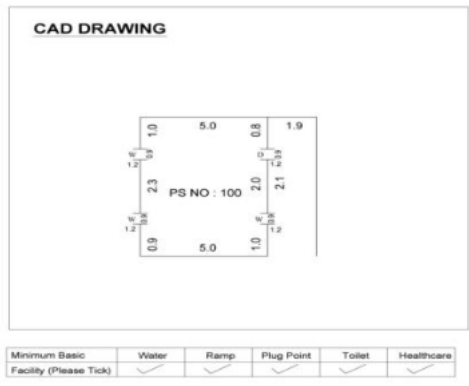 CAD DRAWING
1.0 5.0 0.8 1.9
W 0.9 D 0.9
1.2 1.2
2.3 PS NO : 100 2.0 2.1
W 0.9 W 0.9
1.2 1.2
0.9 5.0 1.0
Minimum Basic Water Ramp Plug Point Toilet Healthcare
Facility (Please Tick)